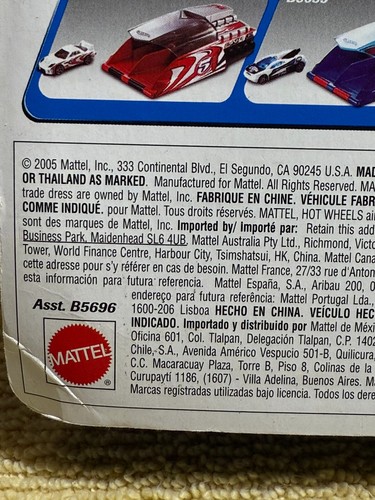 © 2005 Mattel, Inc., 333 Continental Blvd., El Segundo, CA 90245 U.S.A. MAD
OR THAILAND AS MARKED. Manufactured for Mattel. All Rights Reserved. MA
trade dress are owned by Mattel, Inc. FABRIQUE EN CHINE. VÉHICULE FABR
COMME INDIQUÉ. pour Mattel. Tous droits réservés. MATTEL, HOT WHEELS ain
sont des marques de Mattel, Inc. Imported by/ Importé par: Retain this add
Business Park, Maidenhead SL6 4UB. Mattel Australia Pty Ltd., Richmond, Victor
Tower, World Finance Centre, Harbour City, Tsimshatsui, HK, China. Mattel Cana
cette adresse pour s'y référer en cas de besoin. Mattel France, 27/33 rue d'Anton
esta información para futura referencia. Mattel España, S.A., Aribau 200, 0
endereço para futura referência: Mattel Portugal Lda.,
Asst. B5696
1600-206 Lisboa HECHO EN CHINA. VEÍCULO HEC
INDICADO. Importado y distribuido por Mattel de Méxi
Oficina 601, Col. Tlalpan, Delegación Tlalpan, C.P. 1402
Chile, S.A., Avenida Américo Vespucio 501-B, Quilicura,
C.C. Macaracuay Plaza, Torre B, Piso 8, Colinas de la
Curupaytí 1186, (1607) - Villa Adelina, Buenos Aires. Ma
Marcas registradas utilizadas bajo licencia. Todos los dere
MATTEL
®